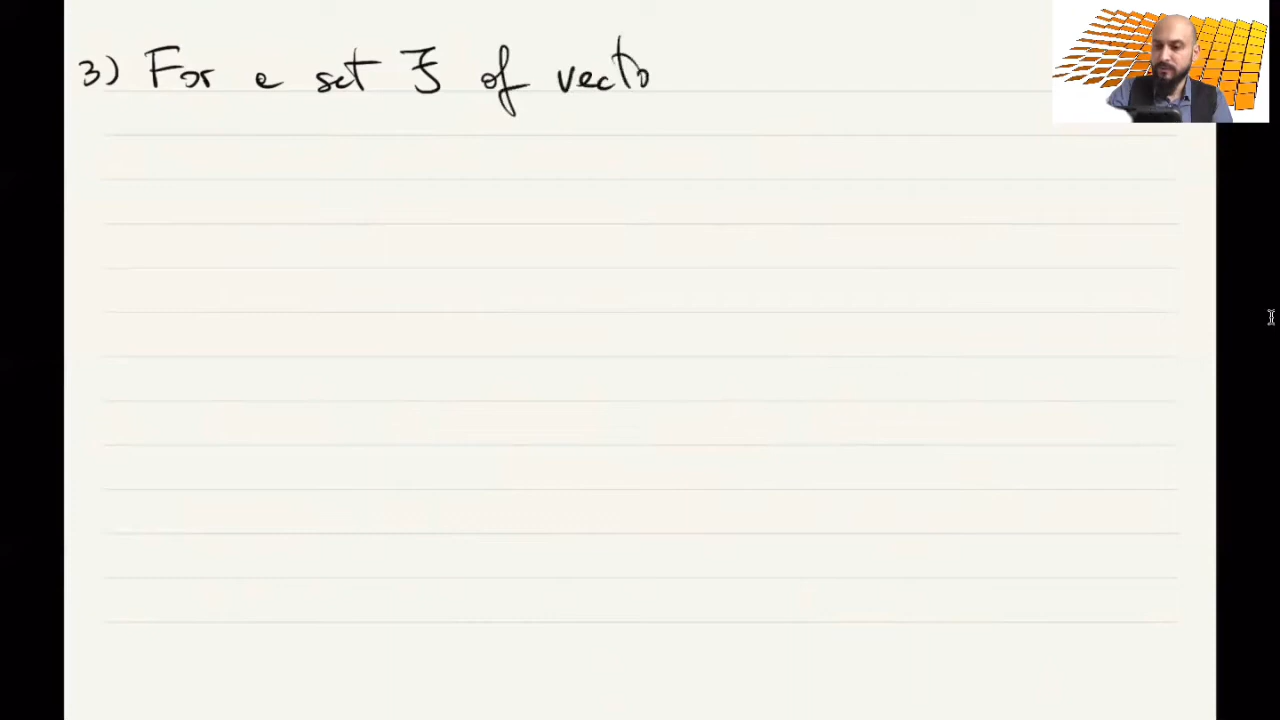 3) For a set ℱ of vecto